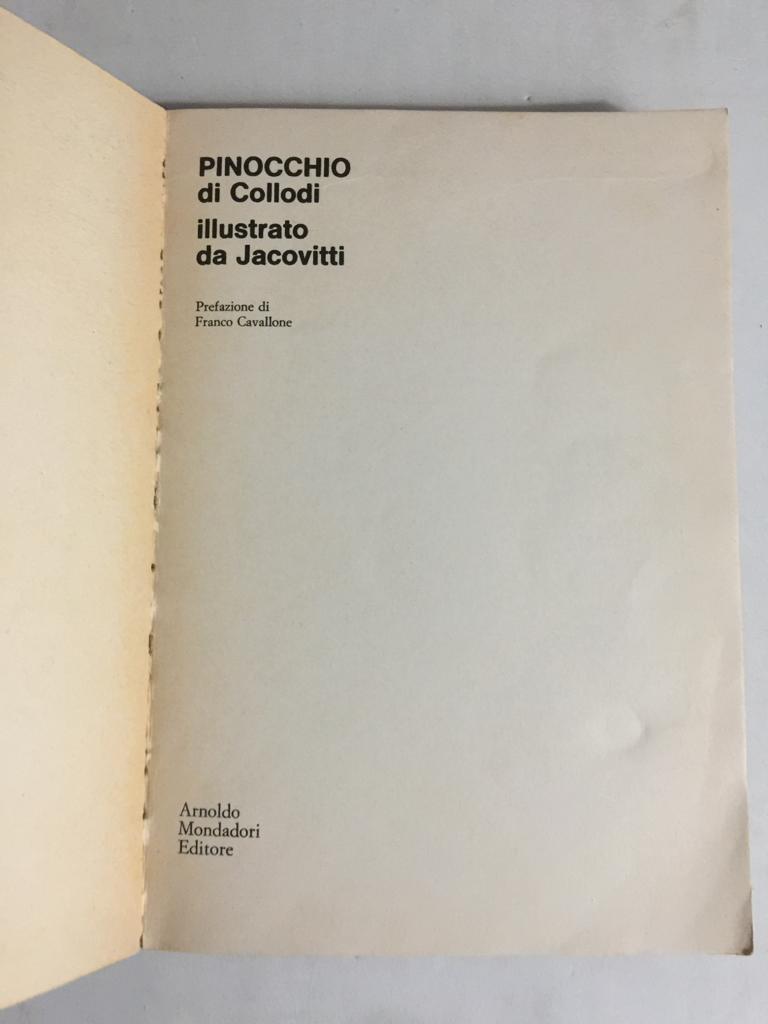 PINOCCHIO
di Collodi
illustrato
da Jacovitti
Prefazione di
Franco Cavallone
Arnoldo
Mondadori
Editore